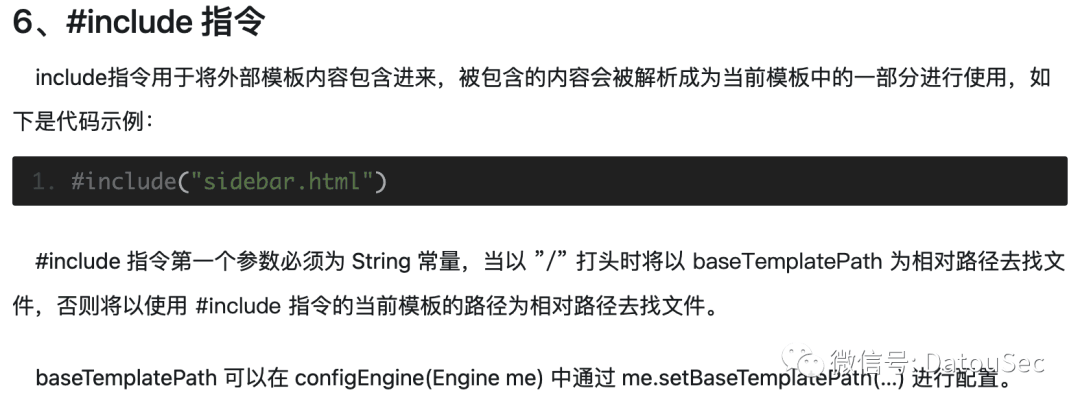 6、#include 指令
include指令用于将外部模板内容包含进来，被包含的内容会被解析成为当前模板中的一部分进行使用，如
下是代码示例：
1. #include("sidebar.html")
#include 指令第一个参数必须为 String 常量，当以 ”/” 打头时将以 baseTemplatePath 为相对路径去找文
件，否则将以使用 #include 指令的当前模板的路径为相对路径去找文件。
baseTemplatePath 可以在 configEngine(Engine me) 中通过 me.setBaseTemplatePath(...) 进行配置。
微信号: DatouSec